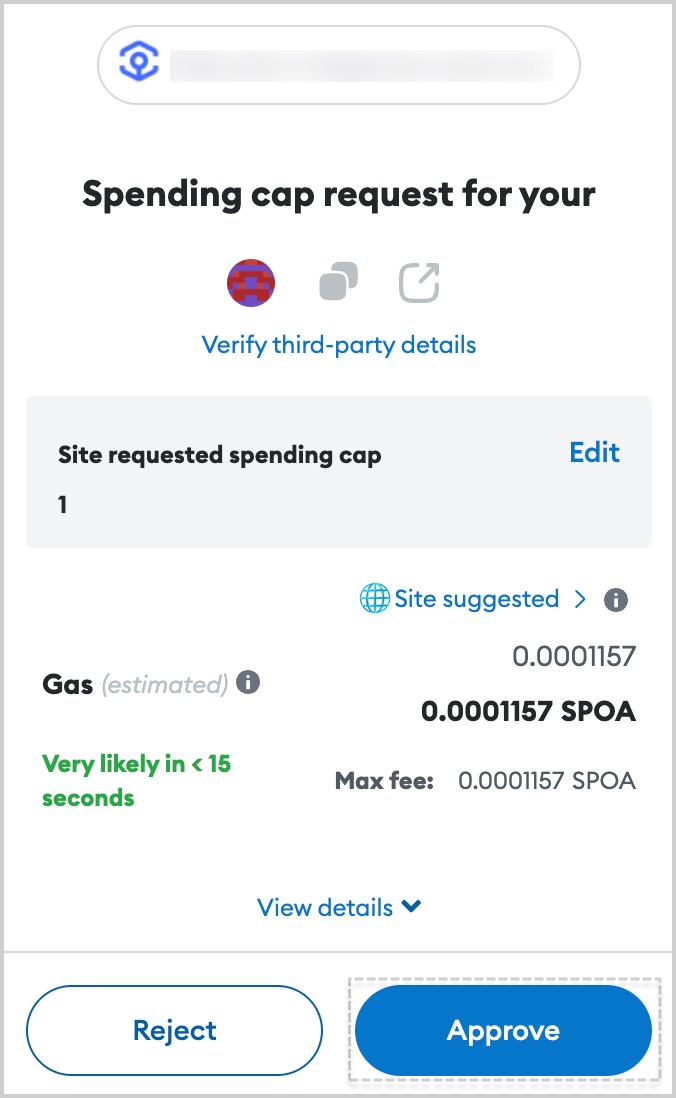 Spending cap request for your
Verify third-party details
Site requested spending cap
Edit
1
Site suggested >
0.0001157
Gas (estimated)
0.0001157 SPOA
Very likely in < 15
seconds
Max fee: 0.0001157 SPOA
View details
Reject
Approve